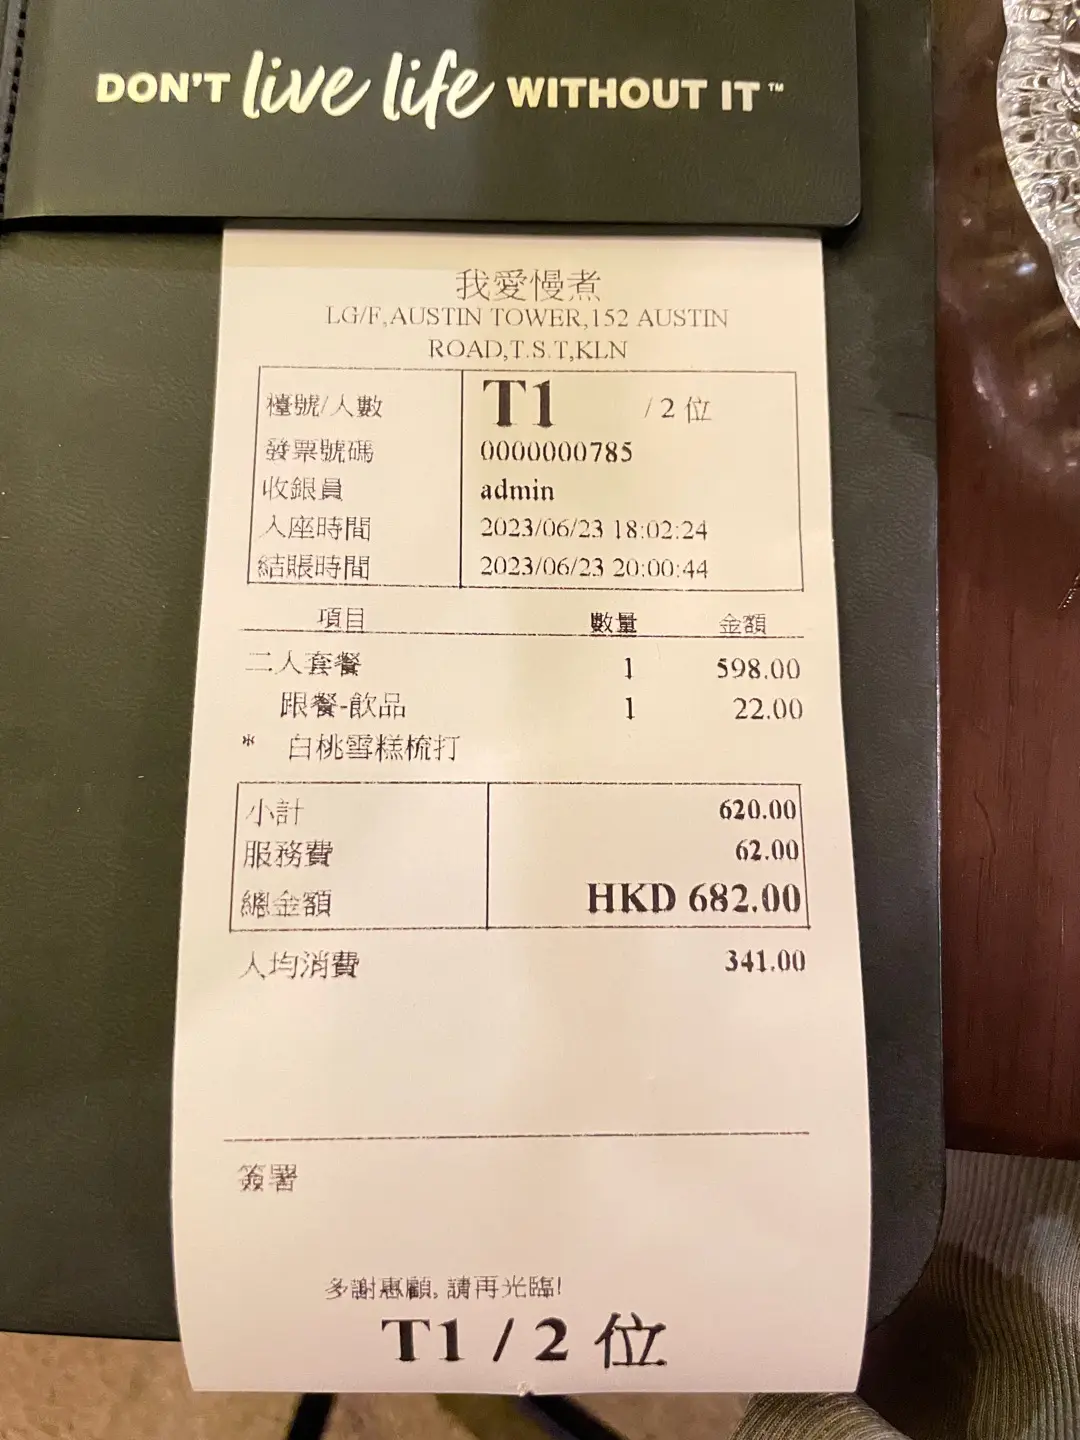 DON'T live life WITHOUT IT™
我愛慢煮
LG/F,AUSTIN TOWER,152 AUSTIN
ROAD,T.S.T,KLN
檯號/人數 T1 / 2 位
發票號碼 0000000785
收銀員 admin
入座時間 2023/06/23 18:02:24
結賬時間 2023/06/23 20:00:44
項目 數量 金額
二人套餐 1 598.00
跟餐-飲品 1 22.00
* 白桃雪糕梳打
小計 620.00
服務費 62.00
總金額 HKD 682.00
人均消費 341.00
簽署
多謝惠顧, 請再光臨!
T1 / 2 位